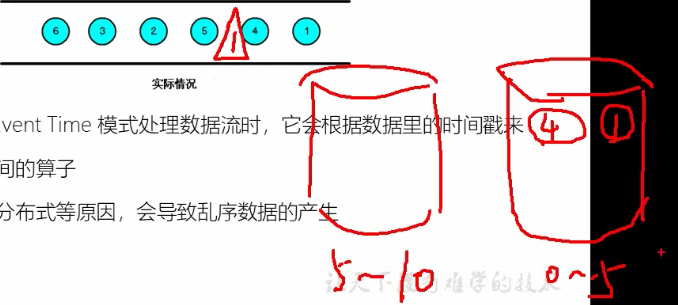 6 3 2 5 1 4 1
实际情况
4 1
vent Time 模式处理数据流时，它会根据数据里的时间戳来
间的算子
分布式等原因，会导致乱序数据的产生
5~10 0~5
让天下没有难学的技术